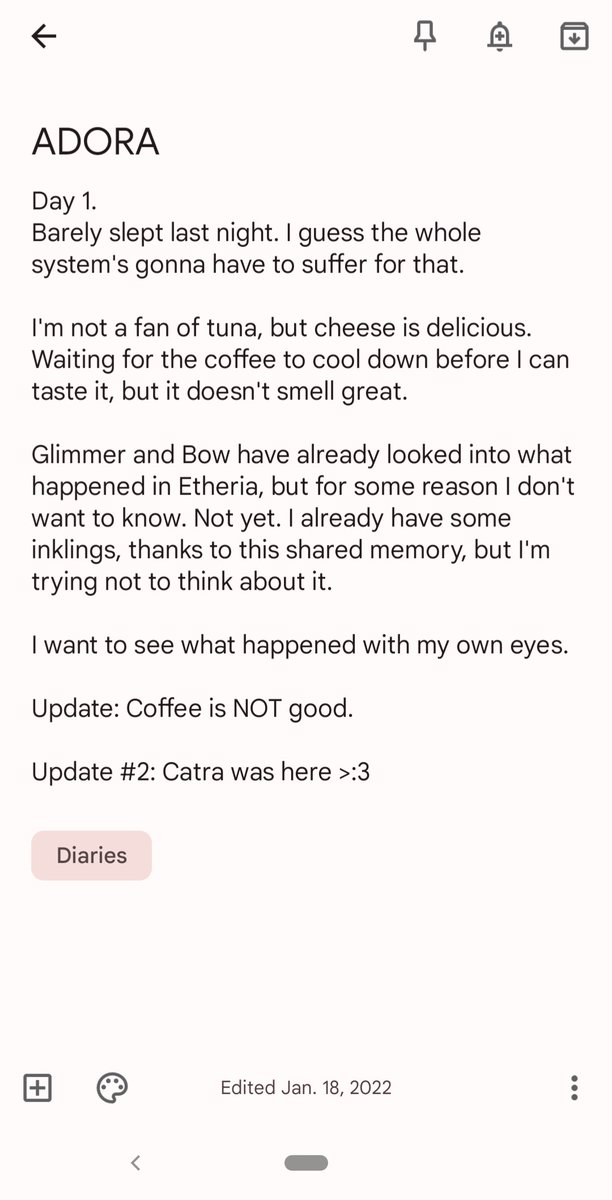 ADORA
Day 1.
Barely slept last night. I guess the whole
system's gonna have to suffer for that.
I'm not a fan of tuna, but cheese is delicious.
Waiting for the coffee to cool down before I can
taste it, but it doesn't smell great.
Glimmer and Bow have already looked into what
happened in Etheria, but for some reason I don't
want to know. Not yet. I already have some
inklings, thanks to this shared memory, but I'm
trying not to think about it.
I want to see what happened with my own eyes.
Update: Coffee is NOT good.
Update #2: Catra was here >:3
Diaries
Edited Jan. 18, 2022